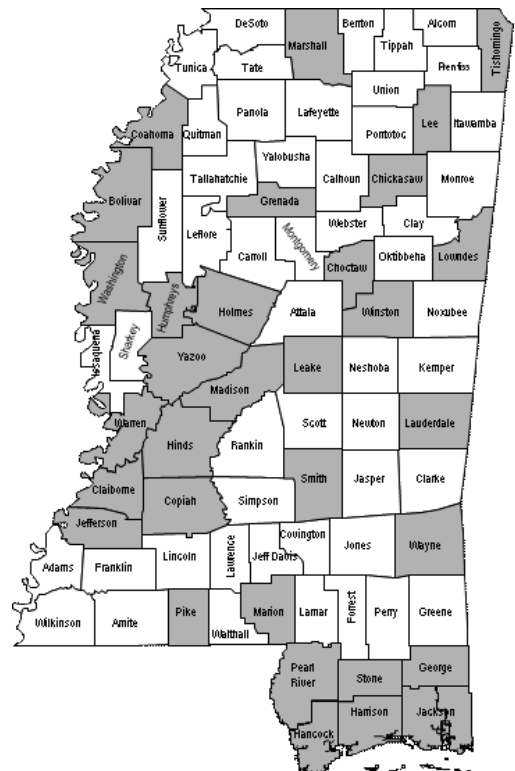 DeSoto
Marshall
Benton
Tippah
Alcorn
Tishomingo
Tunica
Tate
Prentiss
Union
Panola
Lafeyette
Coahoma
Quitman
Pontotoc
Lee
Itawamba
Yalobusha
Tallahatchie
Calhoun
Chickasaw
Monroe
Bolivar
Sunflower
Grenada
Leflore
Carroll
Montgomery
Webster
Clay
Choctaw
Oktibbeha
Lowndes
Washington
Humphreys
Holmes
Attala
Winston
Noxubee
Issaquena
Sharkey
Yazoo
Madison
Leake
Neshoba
Kemper
Warren
Hinds
Rankin
Scott
Newton
Lauderdale
Claiborne
Copiah
Simpson
Smith
Jasper
Clarke
Jefferson
Adams
Franklin
Lincoln
Lawrence
Jeff Davis
Covington
Jones
Wayne
Wilkinson
Amite
Pike
Walthall
Marion
Lamar
Forrest
Perry
Greene
Pearl
River
Stone
George
Hancock
Harrison
Jackson